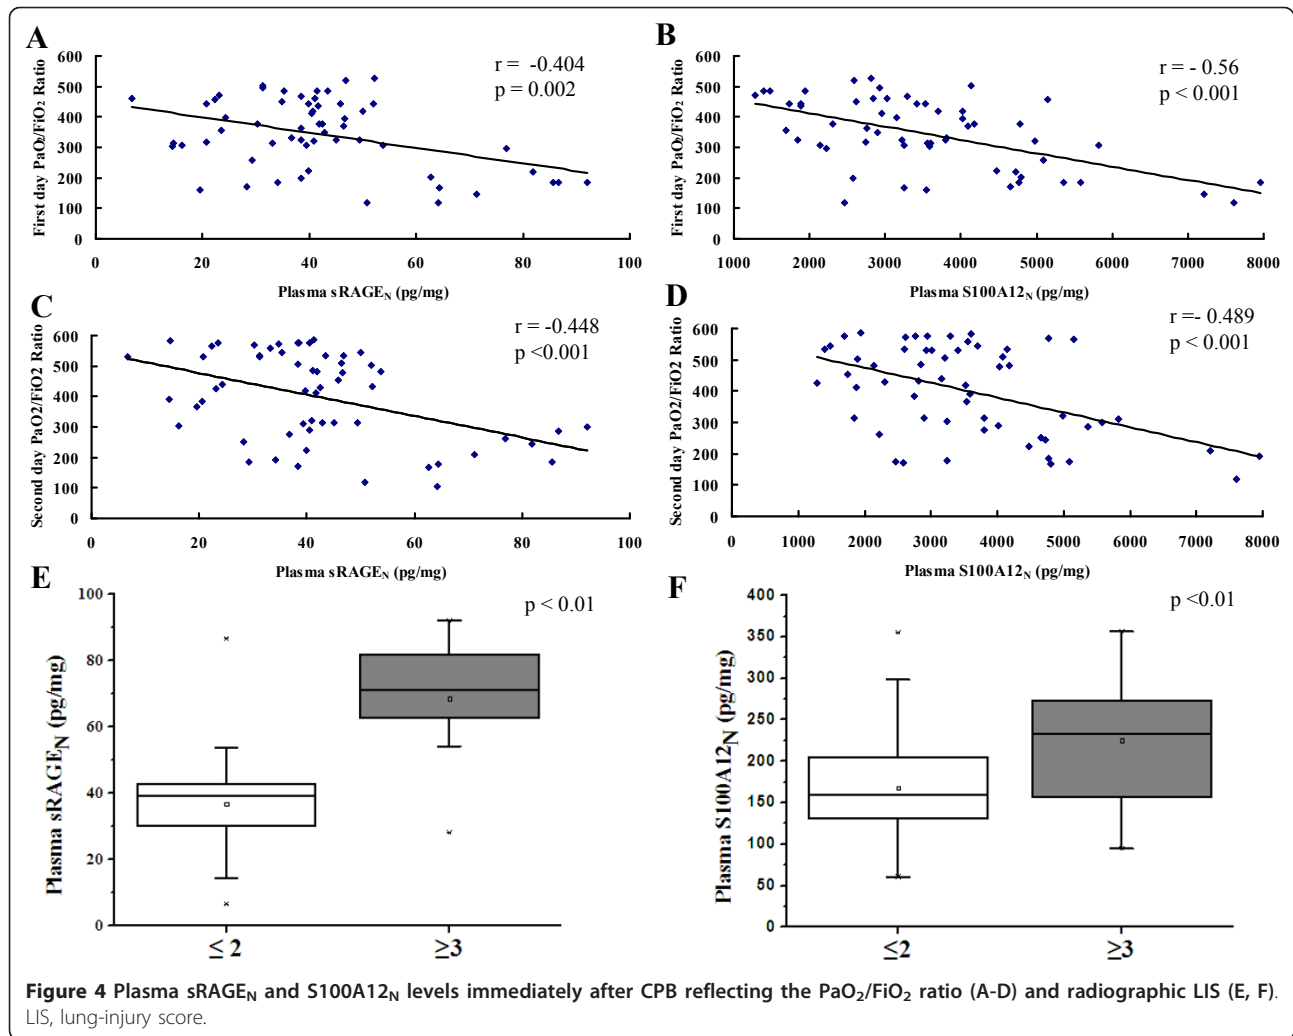 A
r = -0.404
p = 0.002
First day PaO2/FiO2 Ratio
600
500
400
300
200
100
0
0 20 40 60 80 100
Plasma sRAGEN (pg/mg)
B
r = - 0.56
p < 0.001
First day PaO2/FiO2 Ratio
600
500
400
300
200
100
0
1000 2000 3000 4000 5000 6000 7000 8000
Plasma S100A12N (pg/mg)
C
r = -0.448
p <0.001
Second day PaO2/FiO2 Ratio
600
500
400
300
200
100
0
0 20 40 60 80 100
Plasma sRAGEN (pg/mg)
D
r =- 0.489
p < 0.001
Second day PaO2/FiO2 Ratio
600
500
400
300
200
100
0
0 1000 2000 3000 4000 5000 6000 7000 8000
Plasma S100A12N (pg/mg)
E
p < 0.01
Plasma sRAGEN (pg/mg)
100
80
60
40
20
0
≤ 2 ≥3
F
p <0.01
Plasma S100A12N (pg/mg)
400
350
300
250
200
150
100
50
0
≤2 ≥3
Figure 4 Plasma sRAGEN and S100A12N levels immediately after CPB reflecting the PaO2/FiO2 ratio (A-D) and radiographic LIS (E, F).
LIS, lung-injury score.